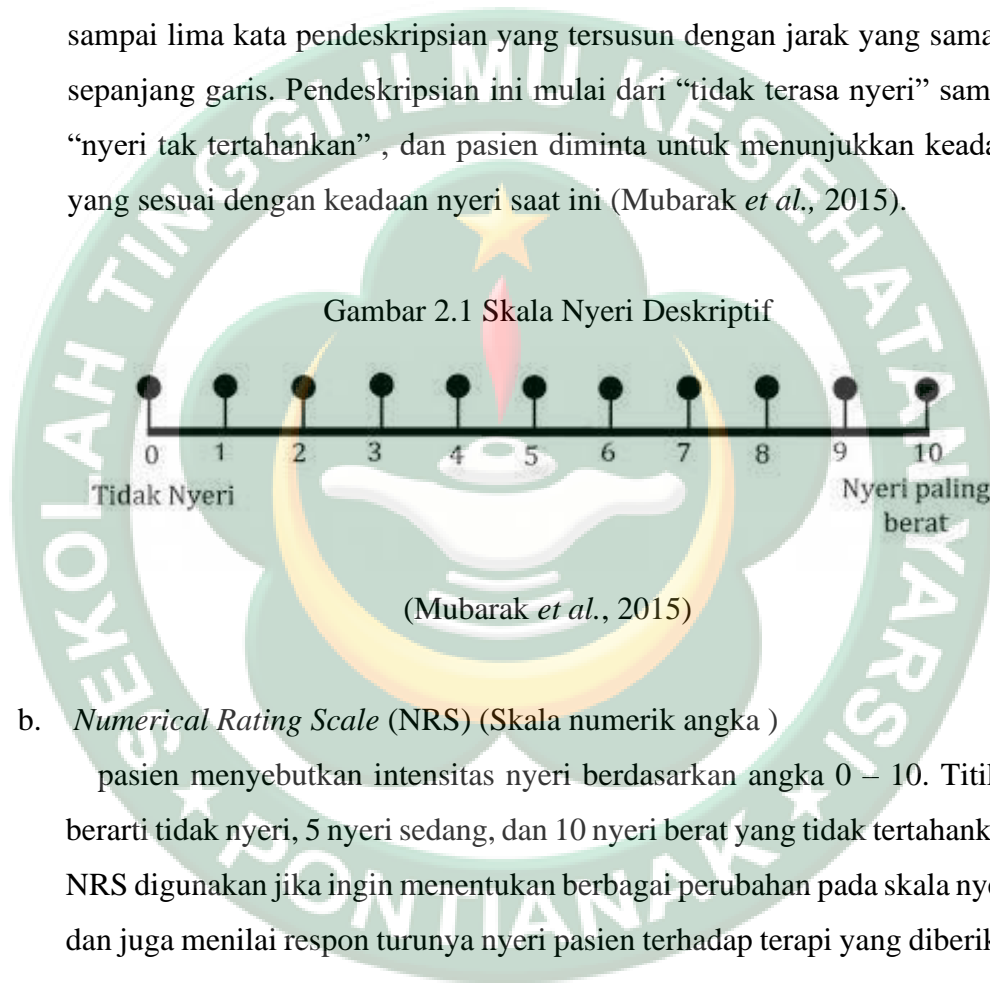 sampai lima kata pendeskripsian yang tersusun dengan jarak yang sama
sepanjang garis. Pendeskripsian ini mulai dari “tidak terasa nyeri” sam
“nyeri tak tertahankan” , dan pasien diminta untuk menunjukkan keada
yang sesuai dengan keadaan nyeri saat ini (Mubarak et al., 2015).
Gambar 2.1 Skala Nyeri Deskriptif
0 1 2 3 4 5 6 7 8 9 10
Tidak Nyeri Nyeri paling
berat
(Mubarak et al., 2015)
b. Numerical Rating Scale (NRS) (Skala numerik angka )
pasien menyebutkan intensitas nyeri berdasarkan angka 0 – 10. Titik
berarti tidak nyeri, 5 nyeri sedang, dan 10 nyeri berat yang tidak tertahank
NRS digunakan jika ingin menentukan berbagai perubahan pada skala nye
dan juga menilai respon turunya nyeri pasien terhadap terapi yang diberik
SEKOLAH TINGGI ILMU KESEHATAN YARSI
PONTIANAK